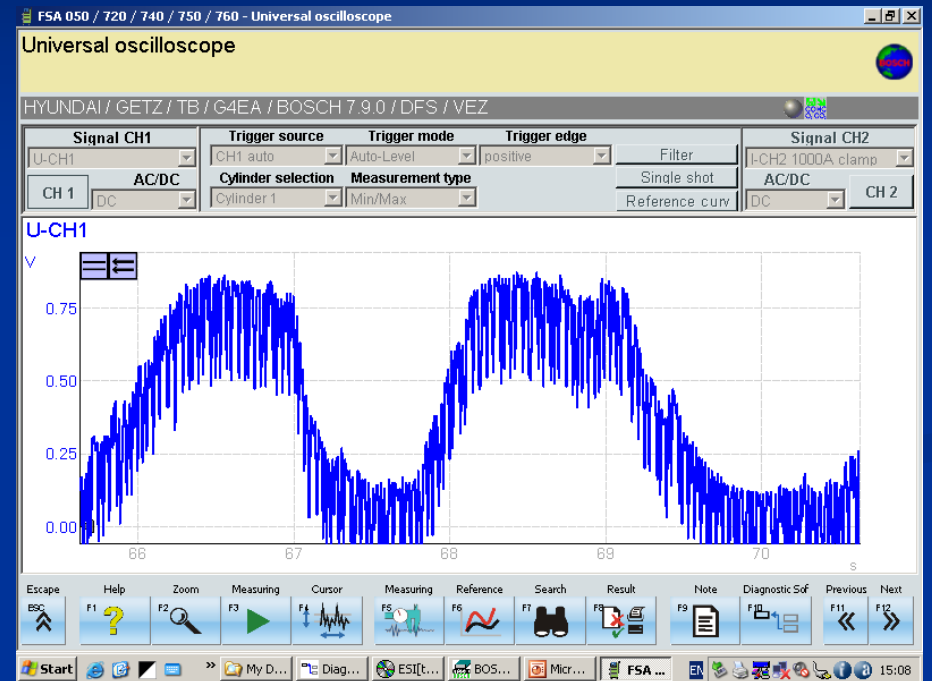 FSA 050 / 720 / 740 / 750 / 760 - Universal oscilloscope
Universal oscilloscope
BOSCH
HYUNDAI / GETZ / TB / G4EA / BOSCH 7.9.0 / DFS / VEZ
Signal CH1 Trigger source Trigger mode Trigger edge Signal CH2
U-CH1 CH1 auto Auto-Level positive Filter I-CH2 1000A clamp
AC/DC Cylinder selection Measurement type Single shot AC/DC
CH 1 DC Cylinder 1 Min/Max Reference curv DC CH 2
U-CH1
V
0.75
0.50
0.25
0.00
66 67 68 69 70
s
Escape Help Zoom Measuring Cursor Measuring Reference Search Result Note Diagnostic Sof Previous Next
ESC F1 F2 F3 F4 F5 F6 F7 F8 F9 F10 F11 F12
Start » My D... Diag... ESI[t... BOS... Micr... FSA ... EN 15:08